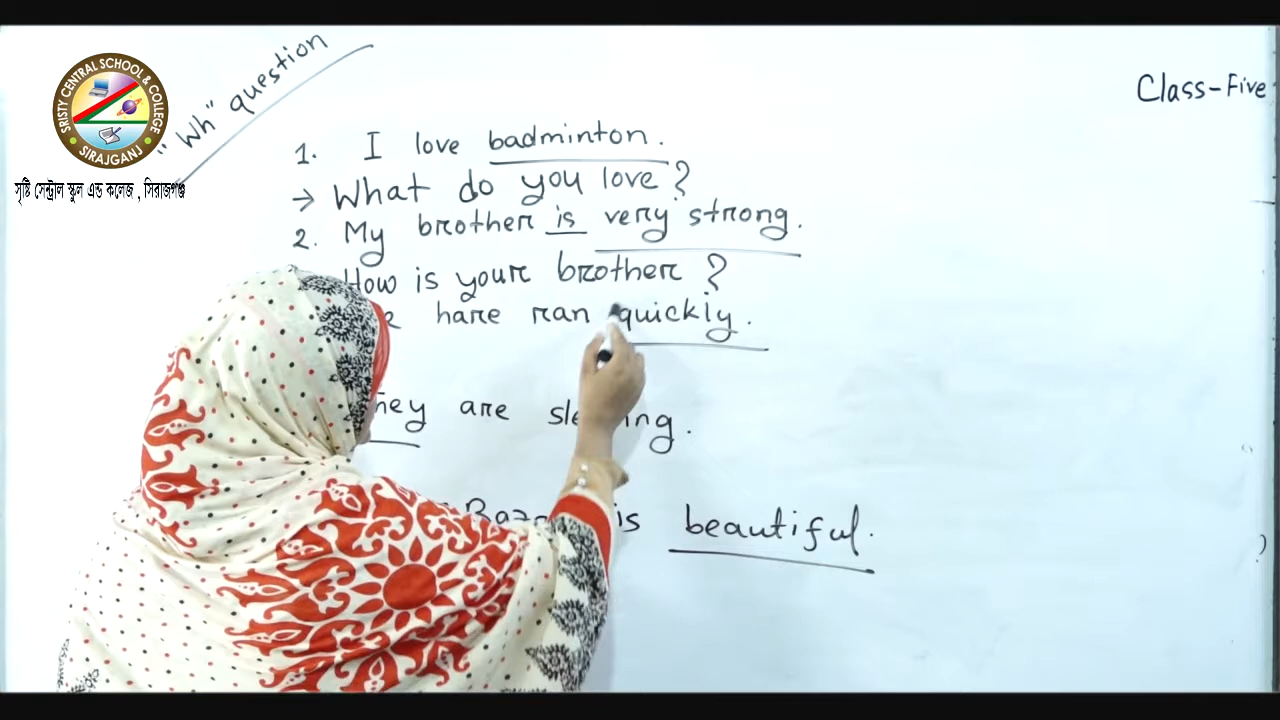 SRISTY CENTRAL SCHOOL & COLLEGE
SIRAJGANJ
সৃষ্টি সেন্ট্রাল স্কুল এন্ড কলেজ , সিরাজগঞ্জ
"Wh" question
Class-Five
1. I love badminton.
→ What do you love?
2. My brother is very strong.
How is your brother?
hare ran quickly.
They are
is beautiful.